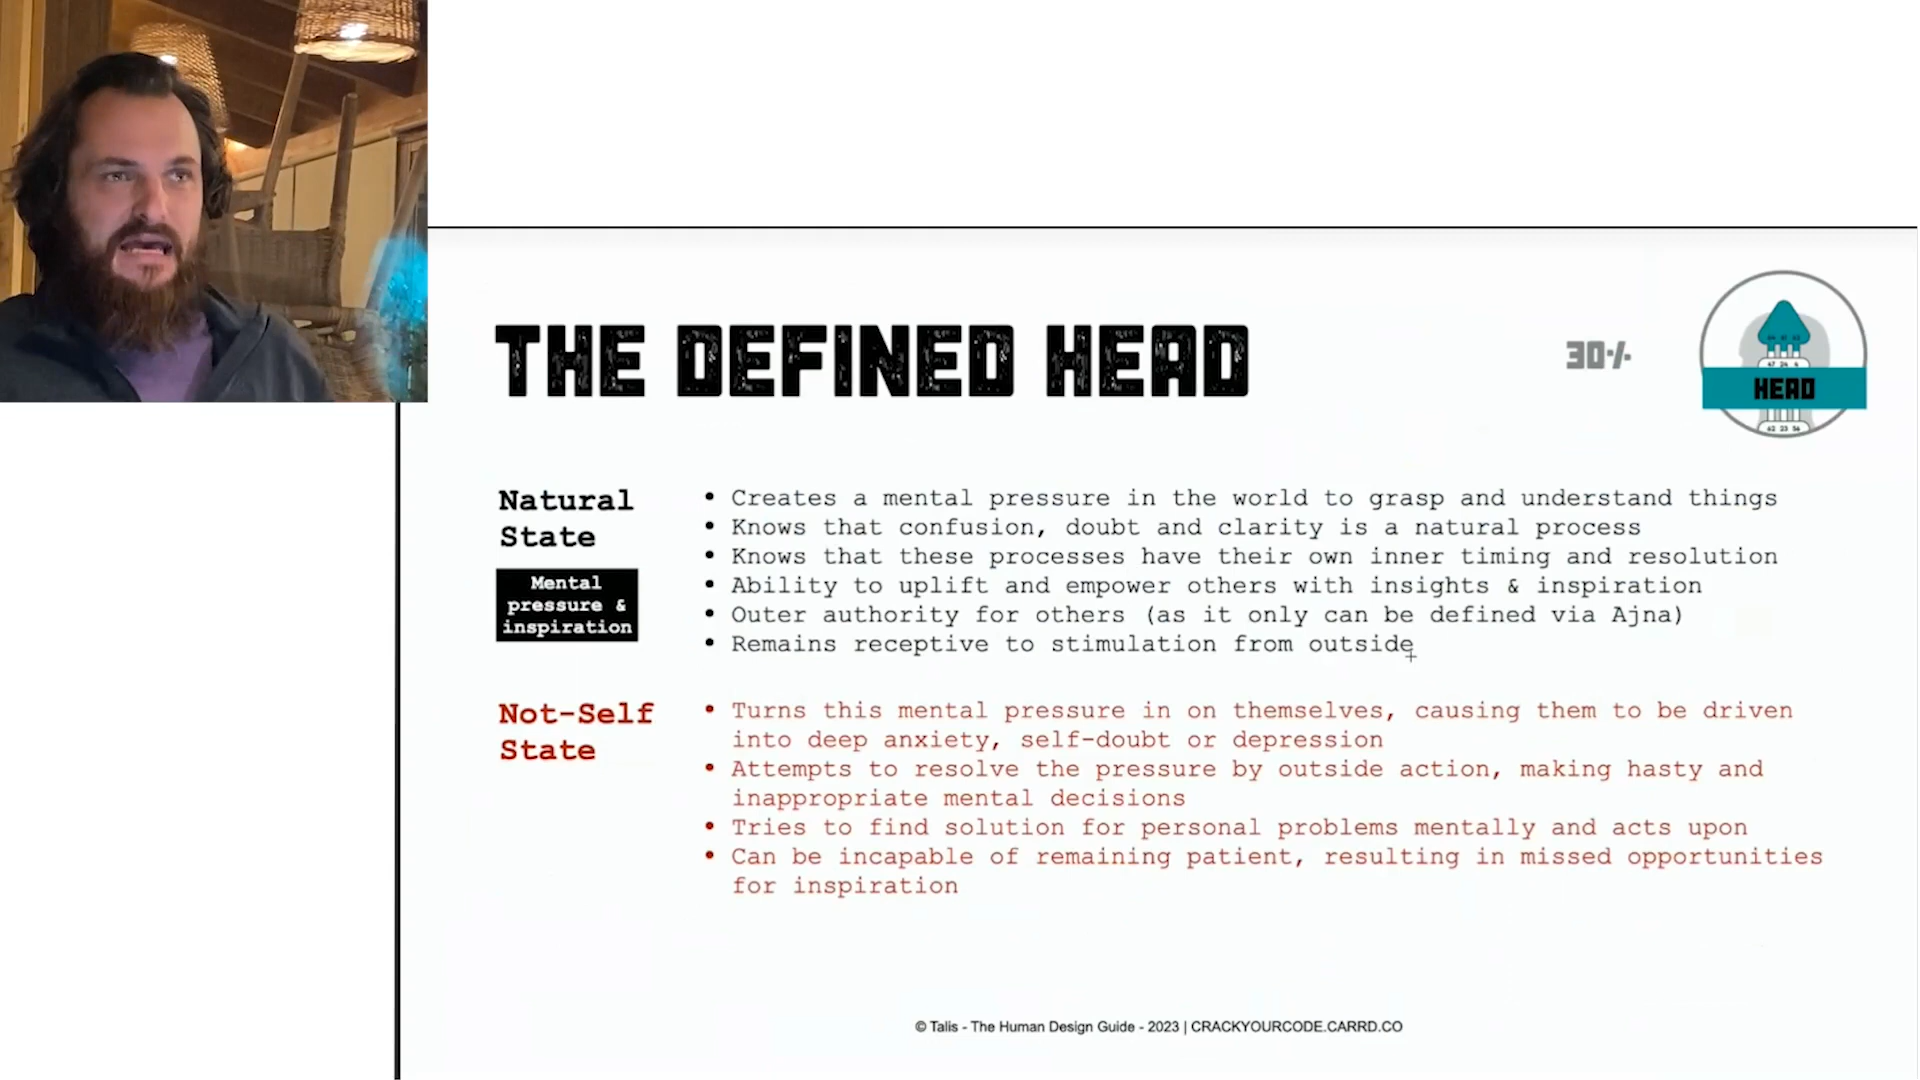 THE DEFINED HEAD
30%
HEAD
47 24 4
62 23 56
Natural
State
Mental
pressure &
inspiration
• Creates a mental pressure in the world to grasp and understand things
• Knows that confusion, doubt and clarity is a natural process
• Knows that these processes have their own inner timing and resolution
• Ability to uplift and empower others with insights & inspiration
• Outer authority for others (as it only can be defined via Ajna)
• Remains receptive to stimulation from outside
Not-Self
State
• Turns this mental pressure in on themselves, causing them to be driven
into deep anxiety, self-doubt or depression
• Attempts to resolve the pressure by outside action, making hasty and
inappropriate mental decisions
• Tries to find solution for personal problems mentally and acts upon
• Can be incapable of remaining patient, resulting in missed opportunities
for inspiration
© Talis - The Human Design Guide - 2023 | CRACKYOURCODE.CARRD.CO